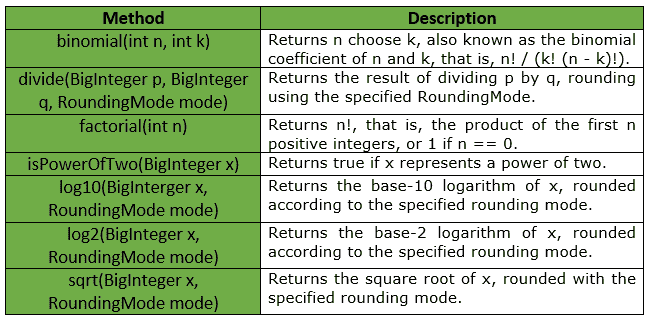 Method
Description
binomial(int n, int k)
Returns n choose k, also known as the binomial
coefficient of n and k, that is, n! / (k! (n - k)!).
divide(BigInteger p, BigInteger
q, RoundingMode mode)
Returns the result of dividing p by q, rounding
using the specified RoundingMode.
factorial(int n)
Returns n!, that is, the product of the first n
positive integers, or 1 if n == 0.
isPowerOfTwo(BigInteger x)
Returns true if x represents a power of two.
log10(BigInterger x,
RoundingMode mode)
Returns the base-10 logarithm of x, rounded
according to the specified rounding mode.
log2(BigInteger x,
RoundingMode mode)
Returns the base-2 logarithm of x, rounded
according to the specified rounding mode.
sqrt(BigInteger x,
RoundingMode mode)
Returns the square root of x, rounded with the
specified rounding mode.